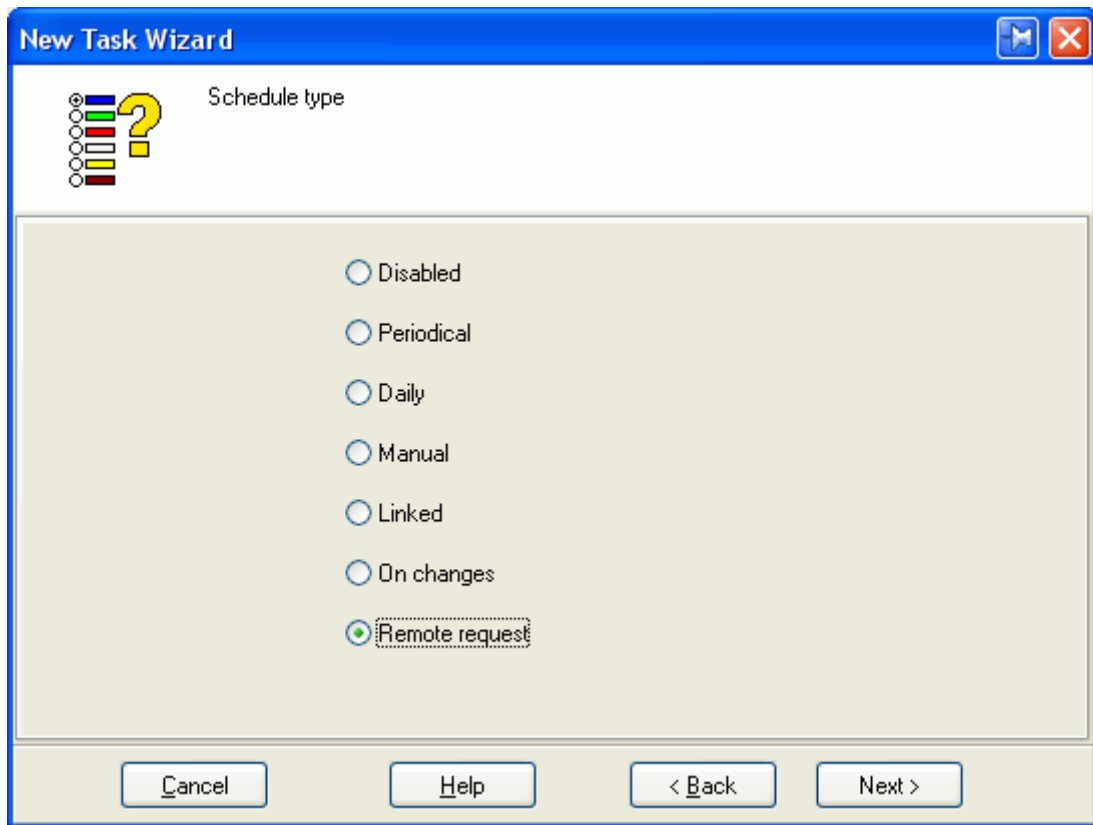 New Task Wizard
Schedule type
Disabled
Periodical
Daily
Manual
Linked
On changes
Remote request
Cancel Help < Back Next >